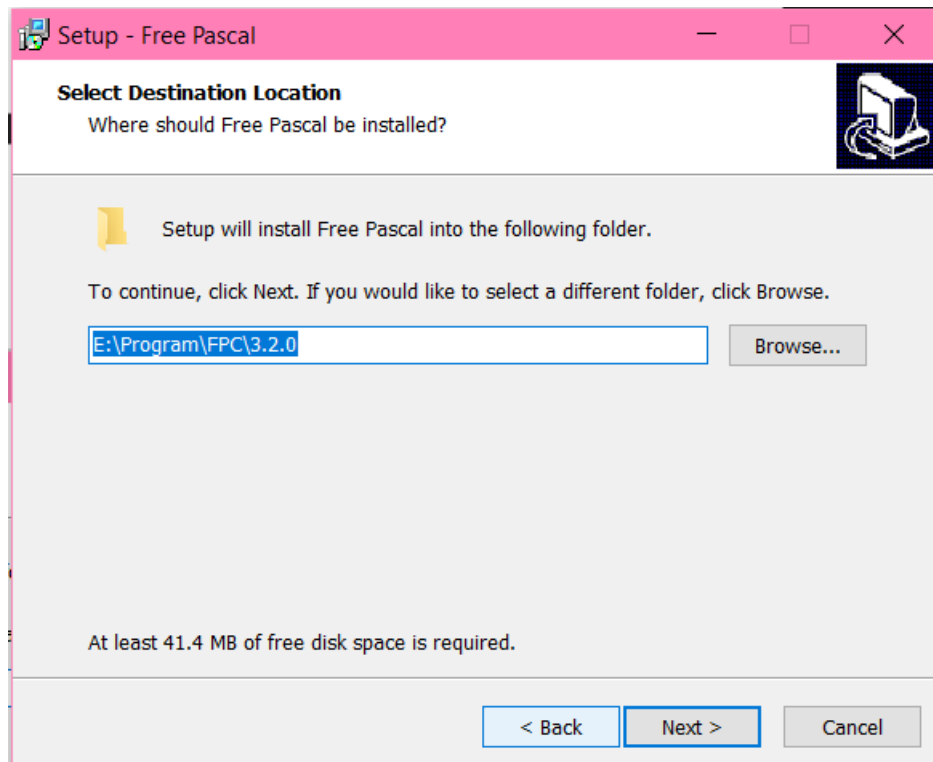 Setup - Free Pascal
Select Destination Location
Where should Free Pascal be installed?
Setup will install Free Pascal into the following folder.
To continue, click Next. If you would like to select a different folder, click Browse.
E:\Program\FPC\3.2.0
Browse...
At least 41.4 MB of free disk space is required.
< Back
Next >
Cancel